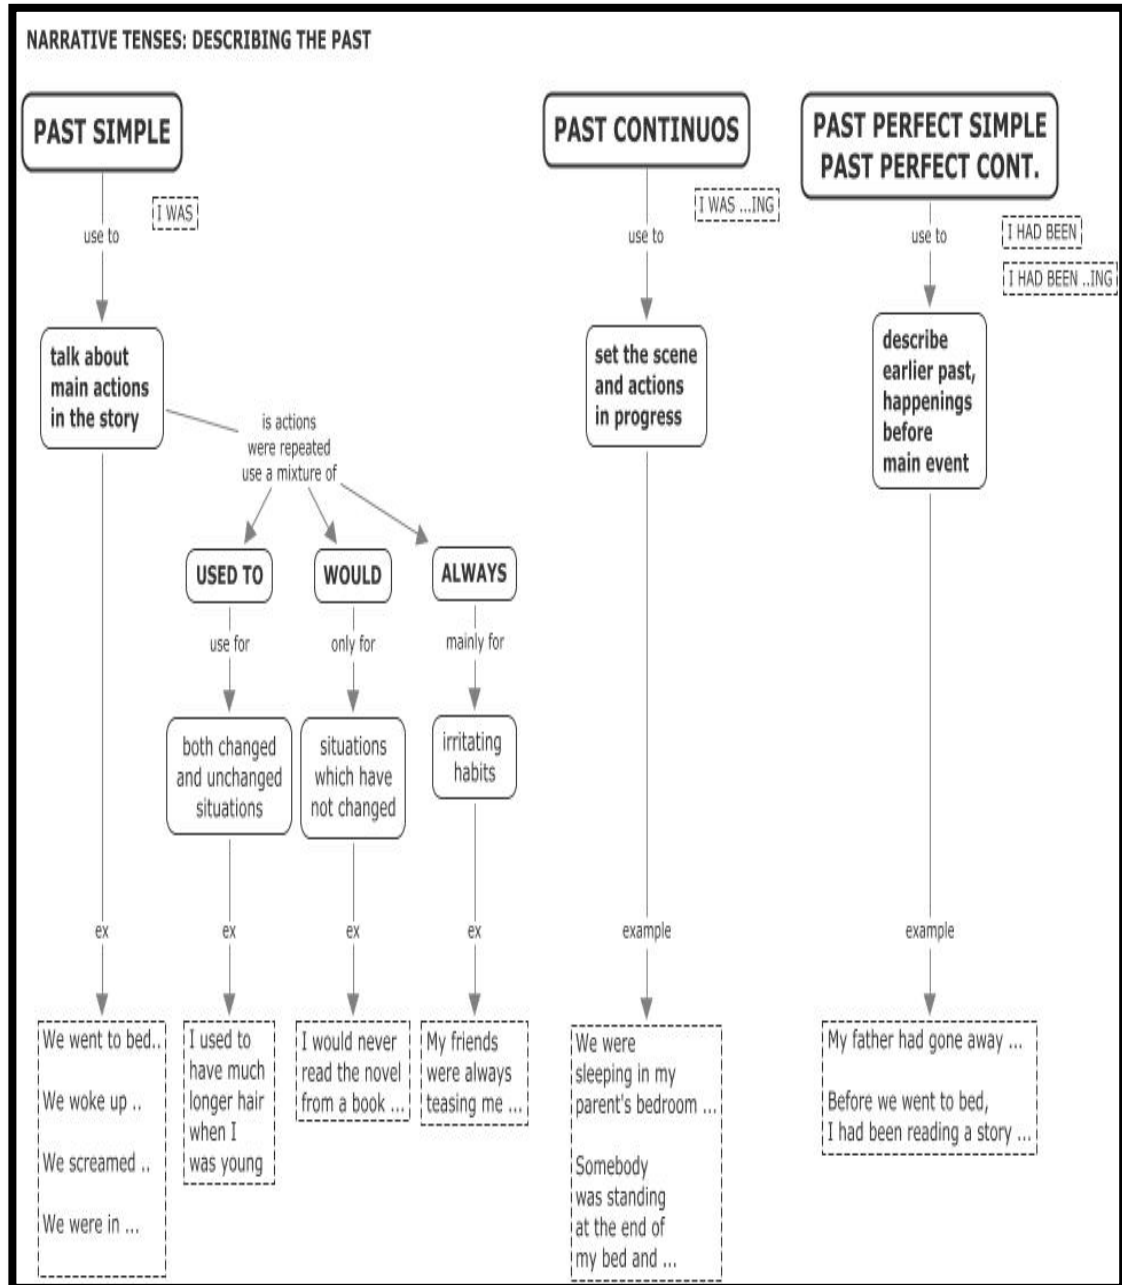 NARRATIVE TENSES: DESCRIBING THE PAST
PAST SIMPLE
I WAS
use to
talk about
main actions
in the story
is actions
were repeated
use a mixture of
USED TO
use for
both changed
and unchanged
situations
WOULD
only for
situations
which have
not changed
ALWAYS
mainly for
irritating
habits
ex
We went to bed..
We woke up ..
We screamed ..
We were in ...
ex
I used to
have much
longer hair
when I
was young
ex
I would never
read the novel
from a book ...
ex
My friends
were always
teasing me ...
PAST CONTINUOS
I WAS ...ING
use to
set the scene
and actions
in progress
example
We were
sleeping in my
parent's bedroom ...
Somebody
was standing
at the end of
my bed and ...
PAST PERFECT SIMPLE
PAST PERFECT CONT.
use to
I HAD BEEN
I HAD BEEN ..ING
describe
earlier past,
happenings
before
main event
example
My father had gone away ...
Before we went to bed,
I had been reading a story ...